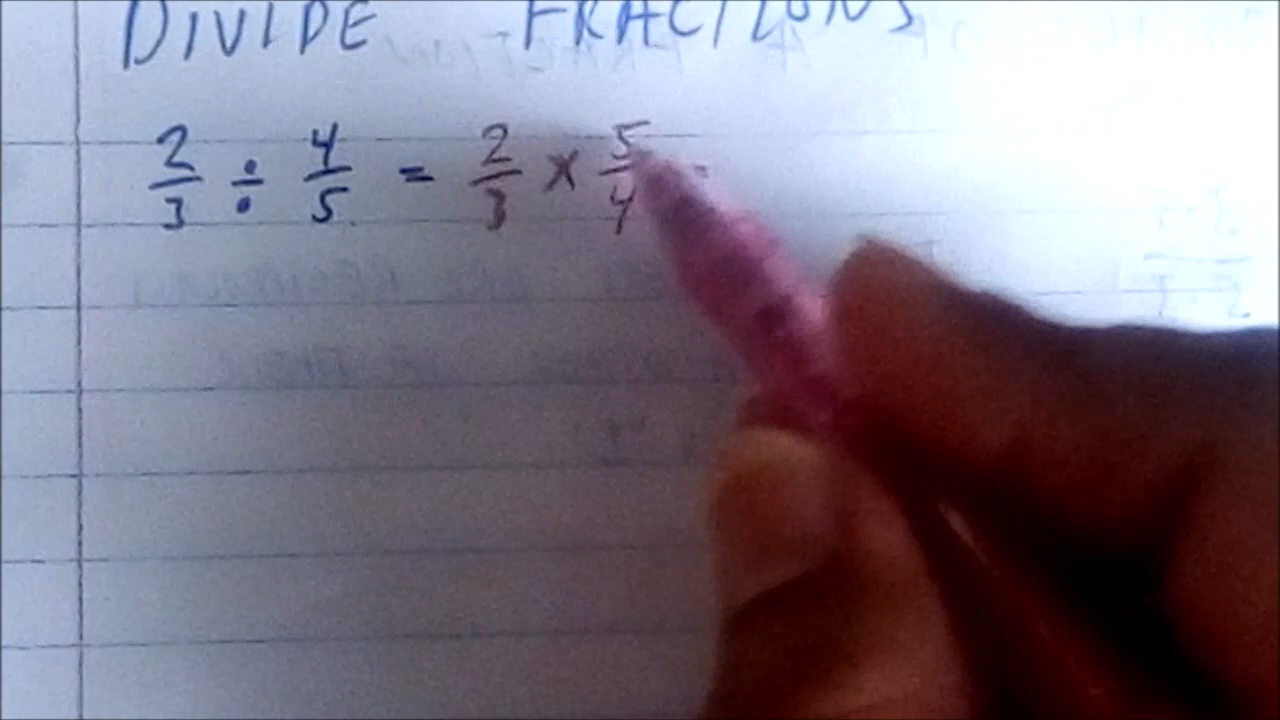 DIVIDE FRACTIONS
2/3 ÷ 4/5 = 2/3 × 5/4 =